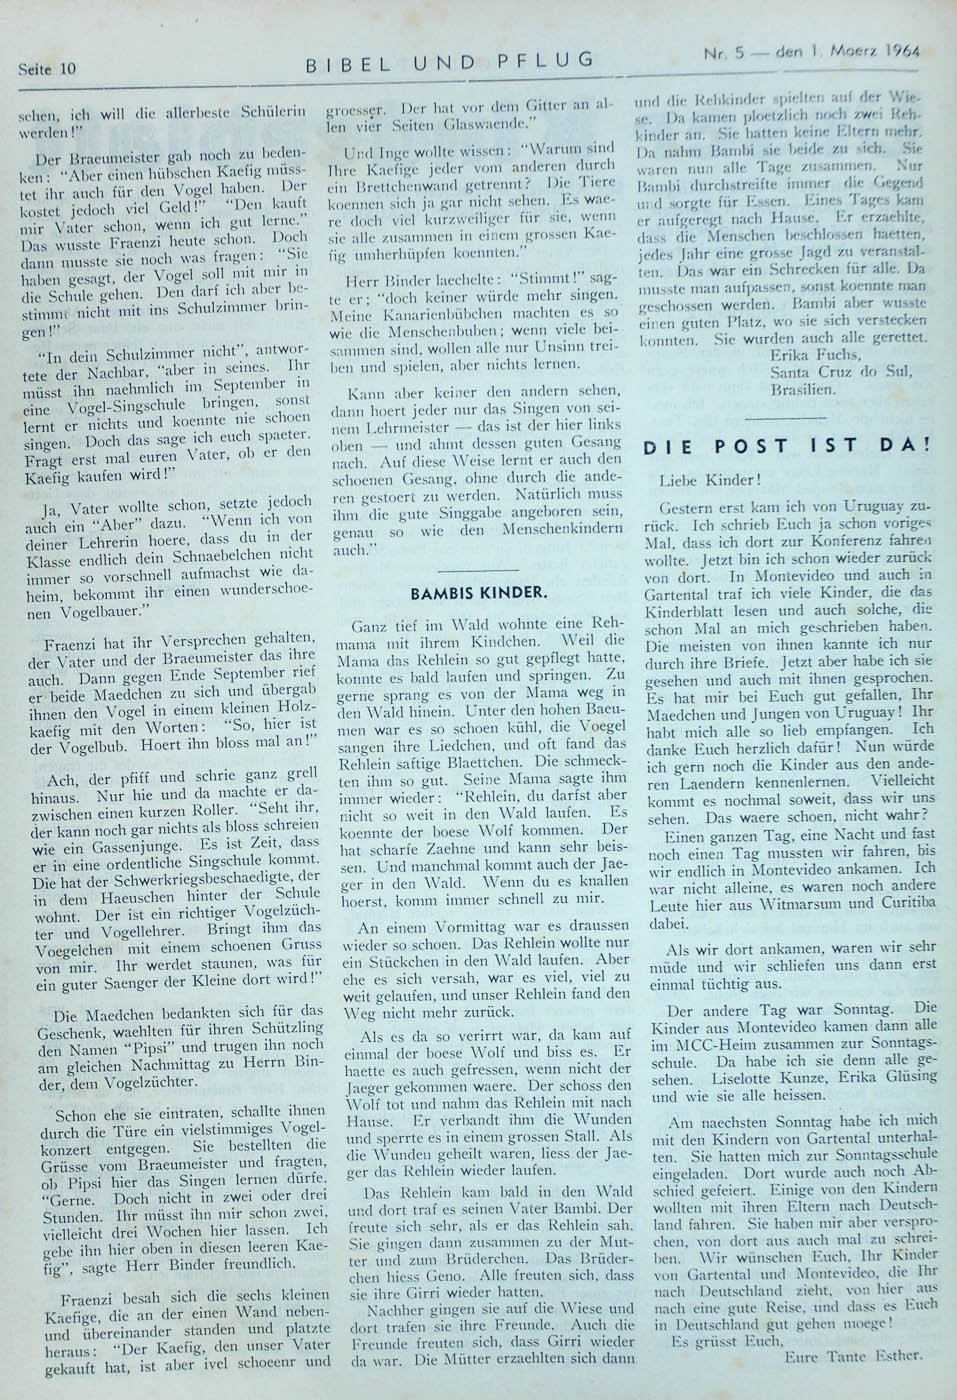 Seite 10
BIBEL UND PFLUG
Nr. 5 — den 1. Maerz 1964
schen, ich will die allerbeste Schülerin
werden!"
Der Braeumeister gab noch zu beden-
ken: "Aber einen hübschen Kaefig müss-
tet ihr auch für den Vogel haben. Der
kostet jedoch viel Geld!" "Den kauft
mir Vater schon, wenn ich gut lerne."
Das wusste Fraenzi heute schon. Doch
dann musste sie noch was fragen: "Sie
haben gesagt, der Vogel soll mit mir in
die Schule gehen. Den darf ich aber be-
stimmt nicht mit ins Schulzimmer brin-
gen!"
"In dein Schulzimmer nicht", antwor-
tete der Nachbar, "aber in seines. Ihr
müsst ihn naehmlich im September in
eine Vogel-Singschule bringen, sonst
lernt er nichts und koennte nie schoen
singen. Doch das sage ich euch spaeter.
Fragt erst mal euren Vater, ob er den
Kaefig kaufen wird!"
Ja, Vater wollte schon, setzte jedoch
auch ein "Aber" dazu. "Wenn ich von
deiner Lehrerin hoere, dass du in der
Klasse endlich dein Schnaebelchen nicht
immer so vorschnell aufmachst wie da-
heim, bekommt ihr einen wunderschoe-
nen Vogelbauer."
Fraenzi hat ihr Versprechen gehalten,
der Vater und der Braeumeister das ihre
auch. Dann gegen Ende September rief
er beide Maedchen zu sich und übergab
ihnen den Vogel in einem kleinen Holz-
kaefig mit den Worten: "So, hier ist
der Vogelbub. Hoert ihn bloss mal an!"
Ach, der pfiff und schrie ganz grell
hinaus. Nur hie und da machte er da-
zwischen einen kurzen Roller. "Seht ihr,
der kann noch gar nichts als bloss schreien
wie ein Gassenjunge. Es ist Zeit, dass
er in eine ordentliche Singschule kommt.
Die hat der Schwerkriegsbeschaedigte, der
in dem Haeuschen hinter der Schule
wohnt. Der ist ein richtiger Vogelzüch-
ter und Vogellehrer. Bringt ihm das
Voegelchen mit einem schoenen Gruss
von mir. Ihr werdet staunen, was für
ein guter Saenger der Kleine dort wird!"
Die Maedchen bedankten sich für das
Geschenk, waehlten für ihren Schützling
den Namen "Pipsi" und trugen ihn noch
am gleichen Nachmittag zu Herrn Bin-
der, dem Vogelzüchter.
Schon ehe sie eintraten, schallte ihnen
durch die Türe ein vielstimmiges Vogel-
konzert entgegen. Sie bestellten die
Grüsse vom Braeumeister und fragten,
ob Pipsi hier das Singen lernen dürfe.
"Gerne. Doch nicht in zwei oder drei
Stunden. Ihr müsst ihn mir schon zwei,
vielleicht drei Wochen hier lassen. Ich
gebe ihn hier oben in diesen leeren Kae-
fig", sagte Herr Binder freundlich.
Fraenzi besah sich die sechs kleinen
Kaefige, die an der einen Wand neben-
und übereinander standen und platzte
heraus: "Der Kaefig, den unser Vater
gekauft hat, ist aber ivel schoeenr und
groesser. Der hat vor dem Gitter an al-
len vier Seiten Glaswaende."
Und Inge wollte wissen: "Warum sind
Ihre Kaefige jeder vom anderen durch
ein Brettchenwand getrennt? Die Tiere
koennen sich ja gar nicht sehen. Es wae-
re doch viel kurzweiliger für sie, wenn
sie alle zusammen in einem grossen Kae-
fig umherhüpfen koennten."
Herr Binder laechelte: "Stimmt!" sag-
te er; "doch keiner würde mehr singen.
Meine Kanarienbübchen machten es so
wie die Menschenbuben; wenn viele bei-
sammen sind, wollen alle nur Unsinn trei-
ben und spielen, aber nichts lernen.
Kann aber keiner den andern sehen,
dann hoert jeder nur das Singen von sei-
nem Lehrmeister — das ist der hier links
oben — und ahmt dessen guten Gesang
nach. Auf diese Weise lernt er auch den
schoenen Gesang, ohne durch die ande-
ren gestoert zu werden. Natürlich muss
ihm die gute Singgabe angeboren sein,
genau so wie den Menschenkindern
auch."
BAMBIS KINDER.
Ganz tief im Wald wohnte eine Reh-
mama mit ihrem Kindchen. Weil die
Mama das Rehlein so gut gepflegt hatte,
konnte es bald laufen und springen. Zu
gerne sprang es von der Mama weg in
den Wald hinein. Unter den hohen Baeu-
men war es so schoen kühl, die Voegel
sangen ihre Liedchen, und oft fand das
Rehlein saftige Blaettchen. Die schmeck-
ten ihm so gut. Seine Mama sagte ihm
immer wieder: "Rehlein, du darfst aber
nicht so weit in den Wald laufen. Es
koennte der boese Wolf kommen. Der
hat scharfe Zaehne und kann sehr beis-
sen. Und manchmal kommt auch der Jae-
ger in den Wald. Wenn du es knallen
hoerst, komm immer schnell zu mir.
An einem Vormittag war es draussen
wieder so schoen. Das Rehlein wollte nur
ein Stückchen in den Wald laufen. Aber
ehe es sich versah, war es viel, viel zu
weit gelaufen, und unser Rehlein fand den
Weg nicht mehr zurück.
Als es da so verirrt war, da kam auf
einmal der boese Wolf und biss es. Er
haette es auch gefressen, wenn nicht der
Jaeger gekommen waere. Der schoss den
Wolf tot und nahm das Rehlein mit nach
Hause. Er verbandt ihm die Wunden
und sperrte es in einem grossen Stall. Als
die Wunden geheilt waren, liess der Jae-
ger das Rehlein wieder laufen.
Das Rehlein kam bald in den Wald
und dort traf es seinen Vater Bambi. Der
freute sich sehr, als er das Rehlein sah.
Sie gingen dann zusammen zu der Mut-
ter und zum Brüderchen. Das Brüder-
chen hiess Geno. Alle freuten sich, dass
sie ihre Girri wieder hatten.
Nachher gingen sie auf die Wiese und
dort trafen sie ihre Freunde. Auch die
Freunde freuten sich, dass Girri wieder
da war. Die Mütter erzaehlten sich dann
und die Rehkinder spielten auf der Wie-
se. Da kamen ploetzlich noch zwei Reh-
kinder an. Sie hatten keine Eltern mehr.
Da nahm Bambi sie beide zu sich. Sie
waren nun alle Tage zusammen. Nur
Bambi durchstreifte immer die Gegend
und sorgte für Essen. Eines Tages kam
er aufgeregt nach Hause. Er erzaehlte,
dass die Menschen beschlossen haetten,
jedes Jahr eine grosse Jagd zu veranstal-
ten. Das war ein Schrecken für alle. Da
musste man aufpassen, sonst koennte man
geschossen werden. Bambi aber wusste
einen guten Platz, wo sie sich verstecken
konnten. Sie wurden auch alle gerettet.
Erika Fuchs,
Santa Cruz do Sul,
Brasilien.
DIE POST IST DA!
Liebe Kinder!
Gestern erst kam ich von Uruguay zu-
rück. Ich schrieb Euch ja schon voriges
Mal, dass ich dort zur Konferenz fahren
wollte. Jetzt bin ich schon wieder zurück
von dort. In Montevideo und auch in
Gartental traf ich viele Kinder, die das
Kinderblatt lesen und auch solche, die
schon Mal an mich geschrieben haben.
Die meisten von ihnen kannte ich nur
durch ihre Briefe. Jetzt aber habe ich sie
gesehen und auch mit ihnen gesprochen.
Es hat mir bei Euch gut gefallen, Ihr
Maedchen und Jungen von Uruguay! Ihr
habt mich alle so lieb empfangen. Ich
danke Euch herzlich dafür! Nun würde
ich gern noch die Kinder aus den ande-
ren Laendern kennenlernen. Vielleicht
kommt es nochmal soweit, dass wir uns
sehen. Das waere schoen, nicht wahr?
Einen ganzen Tag, eine Nacht und fast
noch einen Tag mussten wir fahren, bis
wir endlich in Montevideo ankamen. Ich
war nicht alleine, es waren noch andere
Leute hier aus Witmarsum und Curitiba
dabei.
Als wir dort ankamen, waren wir sehr
müde und wir schliefen uns dann erst
einmal tüchtig aus.
Der andere Tag war Sonntag. Die
Kinder aus Montevideo kamen dann alle
im MCC-Heim zusammen zur Sonntags-
schule. Da habe ich sie denn alle ge-
sehen. Liselotte Kunze, Erika Glüsing
und wie sie alle heissen.
Am naechsten Sonntag habe ich mich
mit den Kindern von Gartental unterhal-
ten. Sie hatten mich zur Sonntagsschule
eingeladen. Dort wurde auch noch Ab-
schied gefeiert. Einige von den Kindern
wollten mit ihren Eltern nach Deutsch-
land fahren. Sie haben mir aber verspro-
chen, von dort aus auch mal zu schrei-
ben. Wir wünschen Euch, Ihr Kinder
von Gartental und Montevideo, die Ihr
nach Deutschland zieht, von hier aus
nach eine gute Reise, und dass es Euch
in Deutschland gut gehen moege!
Es grüsst Euch,
Eure Tante Esther.